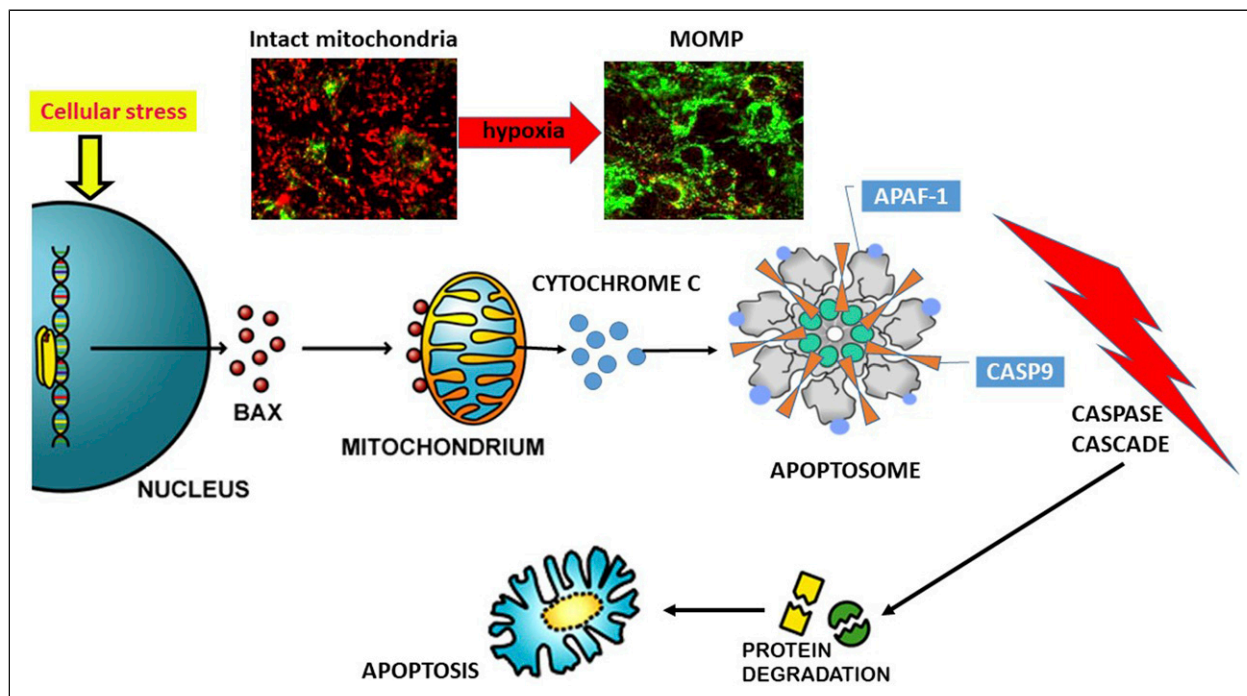 Intact mitochondria
MOMP
Cellular stress
hypoxia
APAF-1
CYTOCHROME C
CASP9
BAX
MITOCHONDRIUM
APOPTOSOME
CASPASE
CASCADE
NUCLEUS
PROTEIN
DEGRADATION
APOPTOSIS